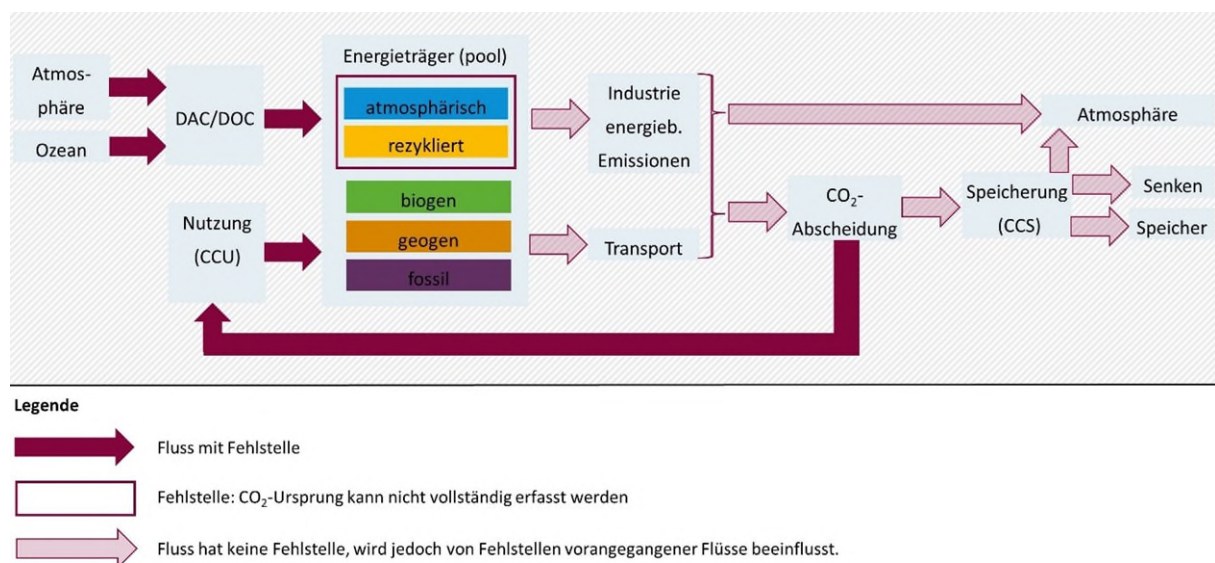 Atmos-
phäre
Ozean
DAC/DOC
Nutzung
(CCU)
Energieträger (pool)
atmosphärisch
rezykliert
biogen
geogen
fossil
Industrie
energieb.
Emissionen
Transport
CO₂-
Abscheidung
Speicherung
(CCS)
Atmosphäre
Senken
Speicher
Legende
Fluss mit Fehlstelle
Fehlstelle: CO₂-Ursprung kann nicht vollständig erfasst werden
Fluss hat keine Fehlstelle, wird jedoch von Fehlstellen vorangegangener Flüsse beeinflusst.